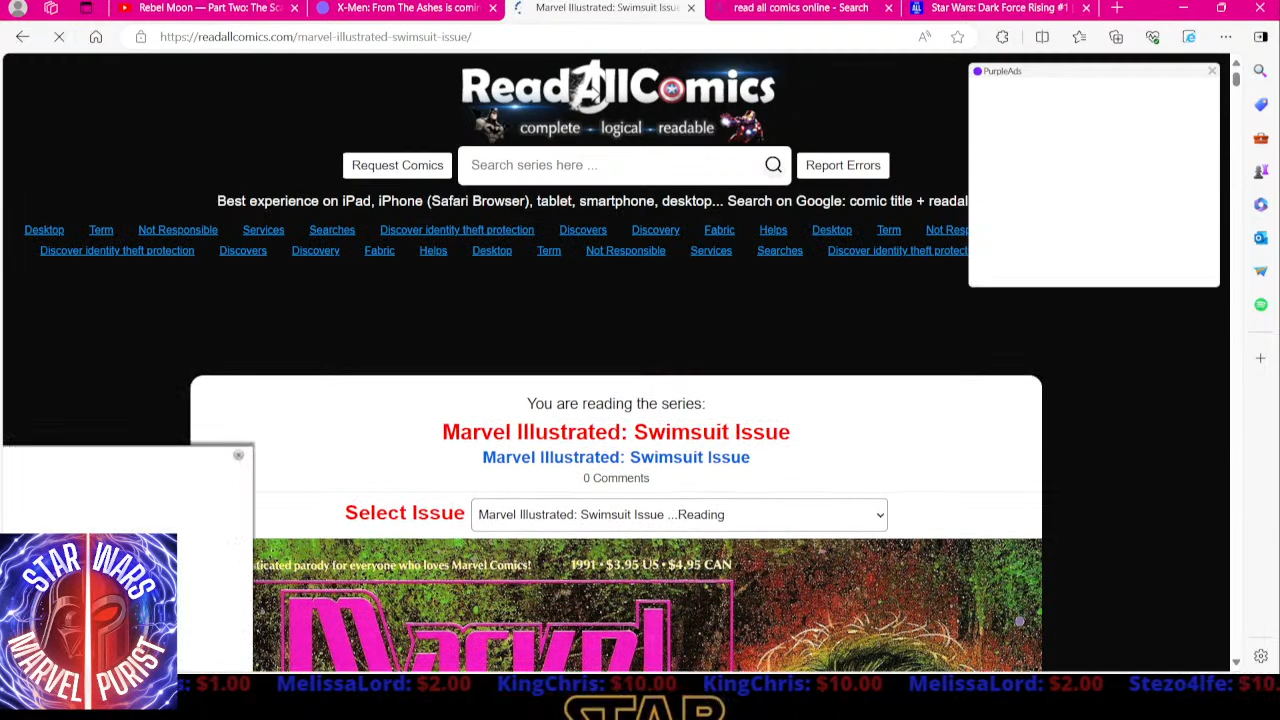 Rebel Moon — Part Two: The Sca
X-Men: From The Ashes is comin
Marvel Illustrated: Swimsuit Issue
read all comics online - Search
Star Wars: Dark Force Rising #1 |
https://readallcomics.com/marvel-illustrated-swimsuit-issue/
ReadAllComics
complete - logical - readable
PurpleAds
Request Comics
Search series here ...
Report Errors
Best experience on iPad, iPhone (Safari Browser), tablet, smartphone, desktop... Search on Google: comic title + readal
Desktop Term Not Responsible Services Searches Discover identity theft protection Discovers Discovery Fabric Helps Desktop Term Not Resp
Discover identity theft protection Discovers Discovery Fabric Helps Desktop Term Not Responsible Services Searches Discover identity theft protect
You are reading the series:
Marvel Illustrated: Swimsuit Issue
Marvel Illustrated: Swimsuit Issue
0 Comments
Select Issue
Marvel Illustrated: Swimsuit Issue ...Reading
sticated parody for everyone who loves Marvel Comics!
1991 • $3.95 US • $4.95 CAN
Marvel
STAR WARS
MARVEL PURIST
s: $1.00 MelissaLord: $2.00 KingChris: $10.00 KingChris: $10.00 MelissaLord: $2.00 Stezo4lfe: $10
STAR